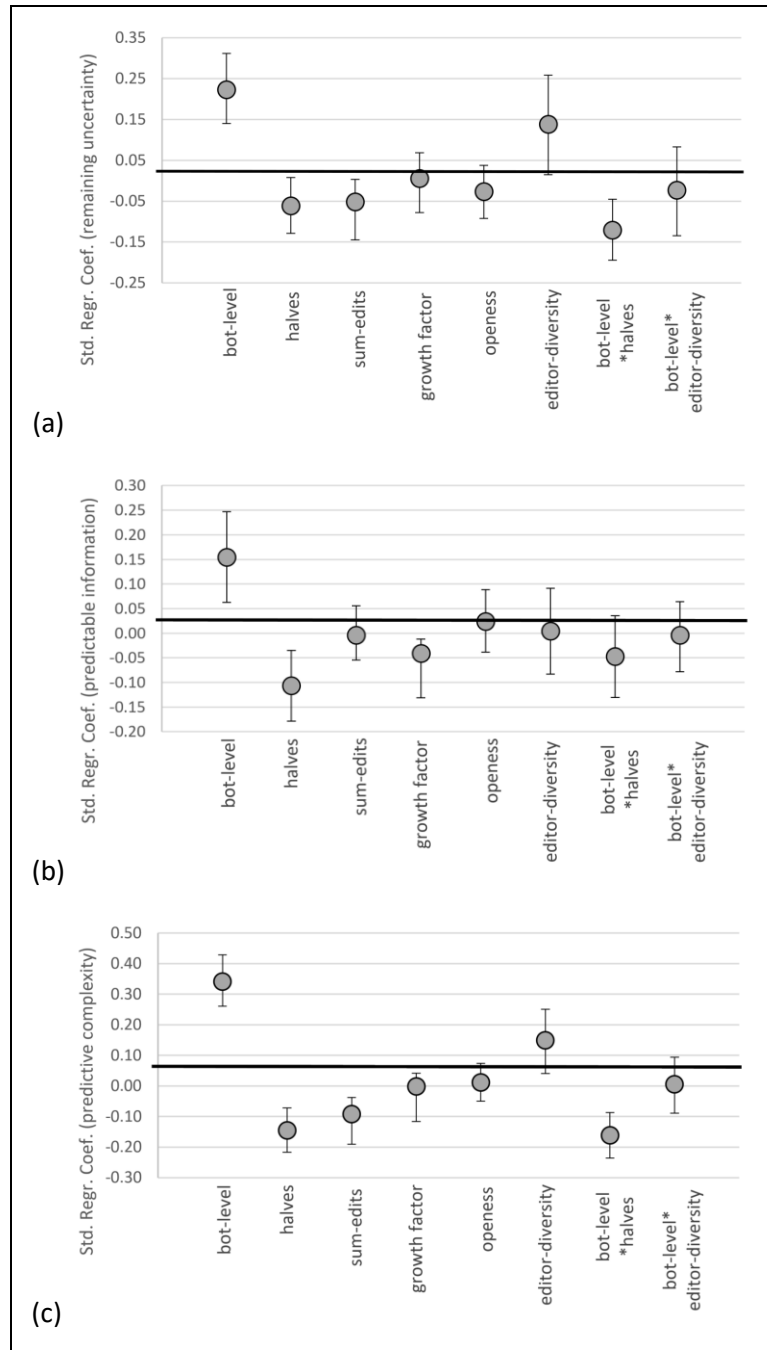 0.35
0.25
0.15
0.05
-0.05
-0.15
-0.25
Std. Regr. Coef. (remaining uncertainty)
bot-level
halves
sum-edits
growth factor
openess
editor-diversity
bot-level
*halves
bot-level*
editor-diversity
(a)
0.30
0.25
0.20
0.15
0.10
0.05
0.00
-0.05
-0.10
-0.15
-0.20
Std. Regr. Coef. (predictable information)
bot-level
halves
sum-edits
growth factor
openess
editor-diversity
bot-level
*halves
bot-level*
editor-diversity
(b)
0.50
0.40
0.30
0.20
0.10
0.00
-0.10
-0.20
-0.30
Std. Regr. Coef. (predictive complexity)
bot-level
halves
sum-edits
growth factor
openess
editor-diversity
bot-level
*halves
bot-level*
editor-diversity
(c)